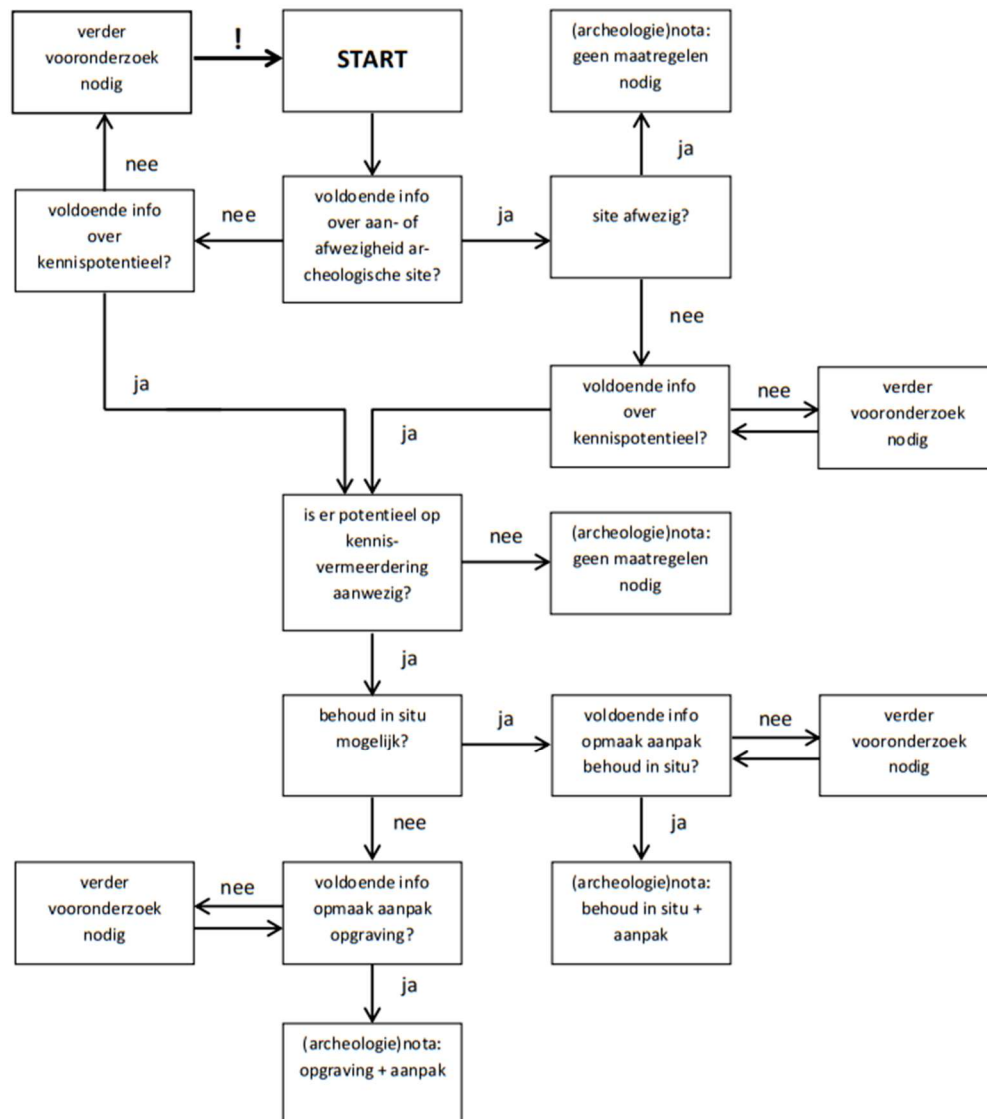 verder
vooronderzoek
nodig
!
START
(archeologie)nota:
geen maatregelen
nodig
nee
ja
voldoende info
over
kennispotentieel?
nee
voldoende info
over aan- of
afwezigheid ar-
cheologische site?
ja
site afwezig?
nee
ja
voldoende info
over
kennispotentieel?
nee
verder
vooronderzoek
nodig
ja
is er potentieel op
kennis-
vermeerdering
aanwezig?
nee
(archeologie)nota:
geen maatregelen
nodig
ja
behoud in situ
mogelijk?
ja
voldoende info
opmaak aanpak
behoud in situ?
nee
verder
vooronderzoek
nodig
nee
ja
verder
vooronderzoek
nodig
nee
voldoende info
opmaak aanpak
opgraving?
(archeologie)nota:
behoud in situ +
aanpak
ja
(archeologie)nota:
opgraving + aanpak